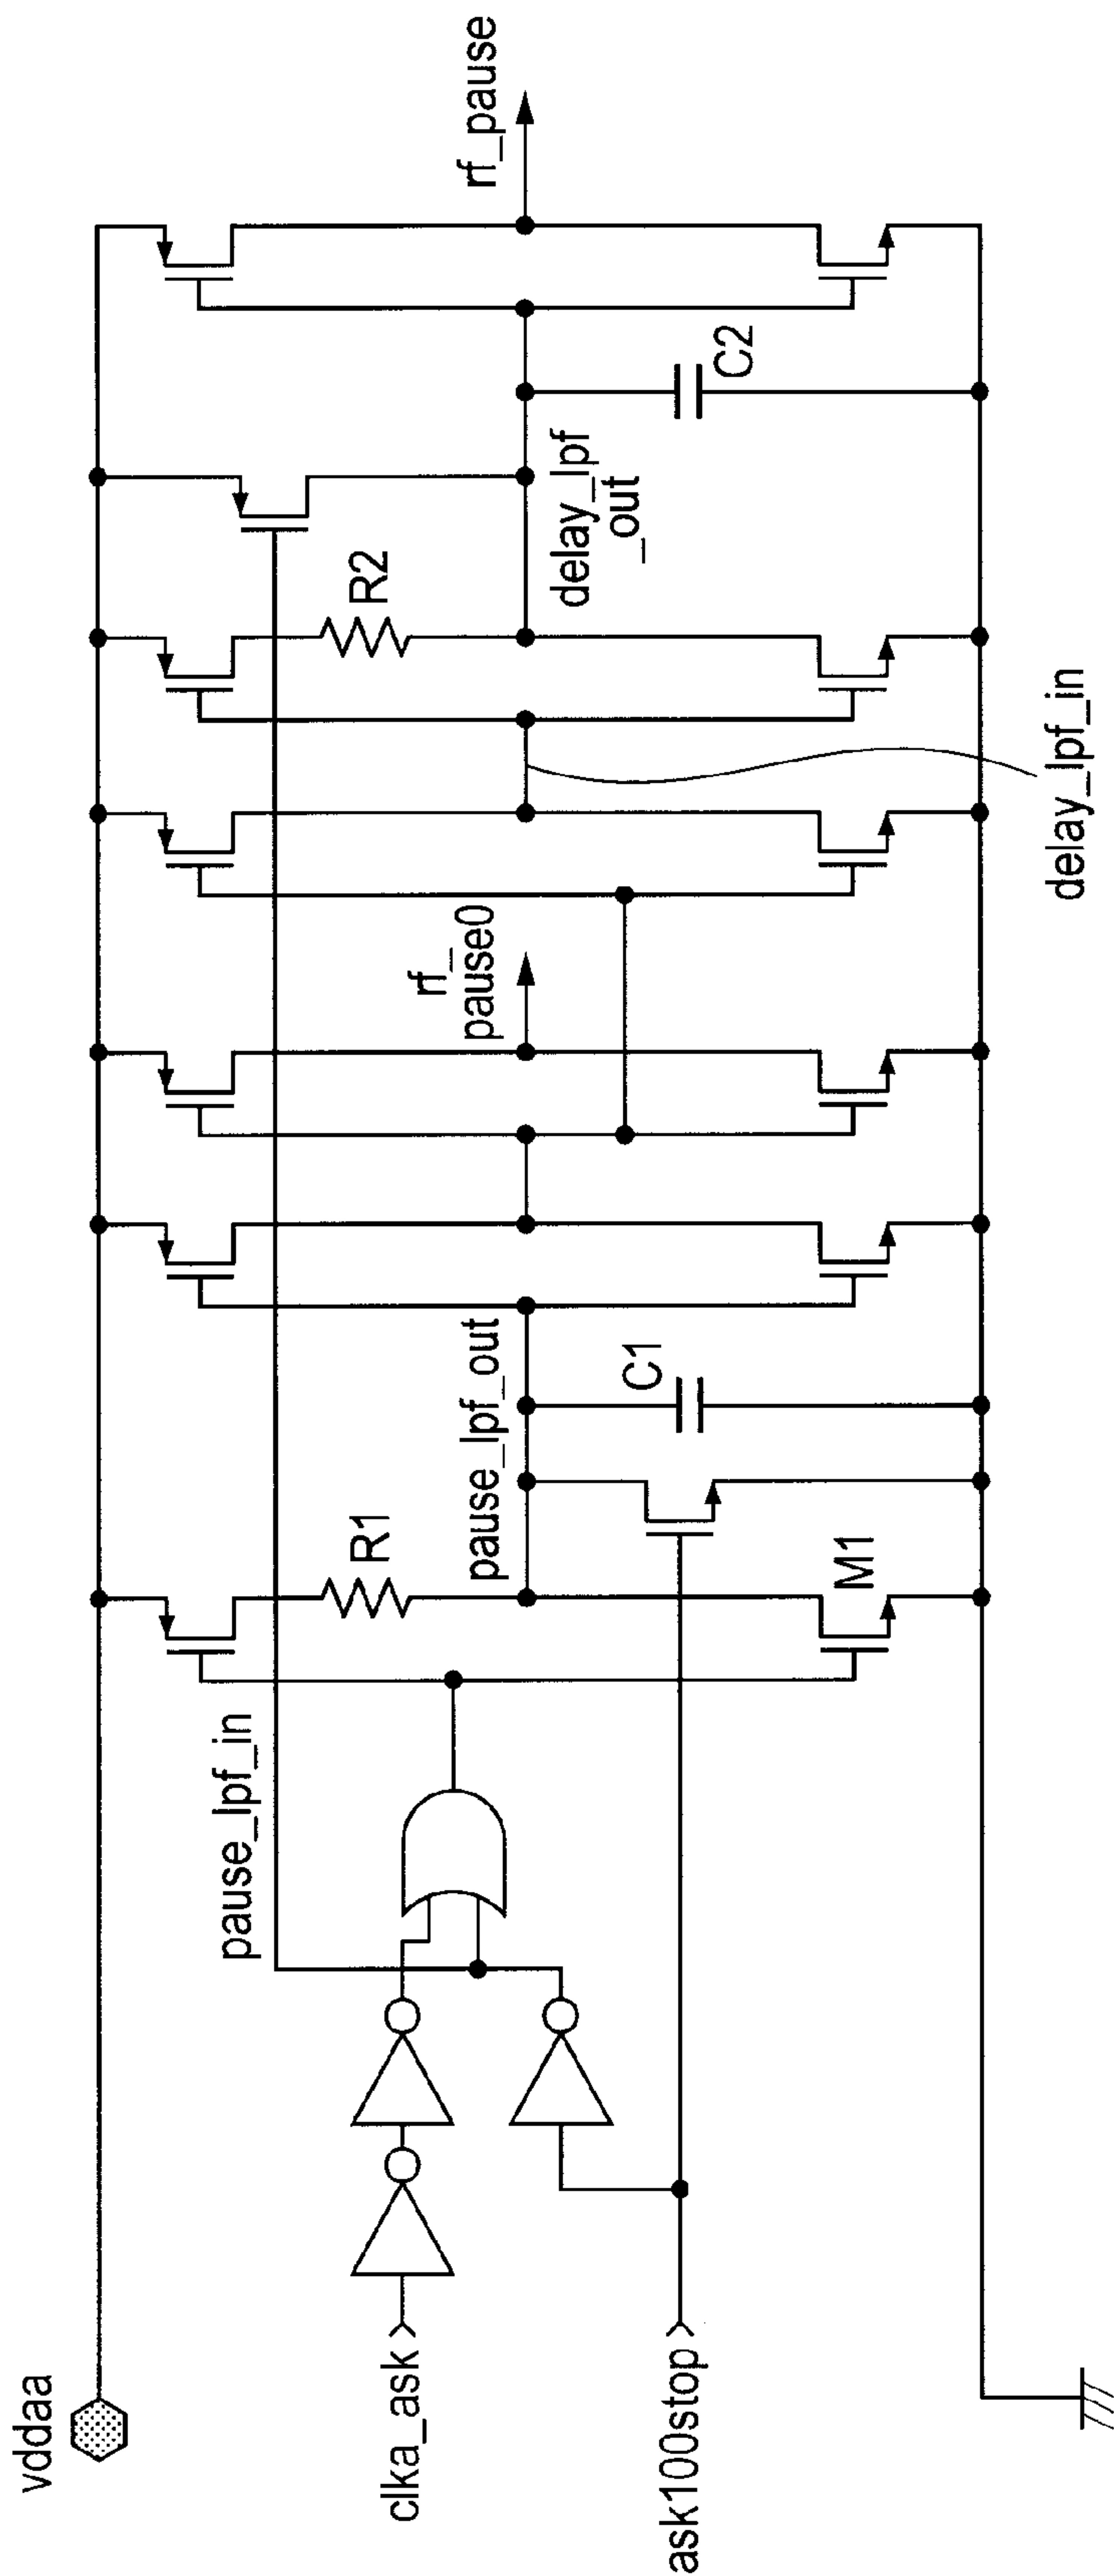 vddaa
clka_ask
ask100stop
pause_lpf_in
R1
M1
pause_lpf_out
C1
rf_
pause0
delay_lpf_in
R2
delay_lpf
_out
C2
rf_pause